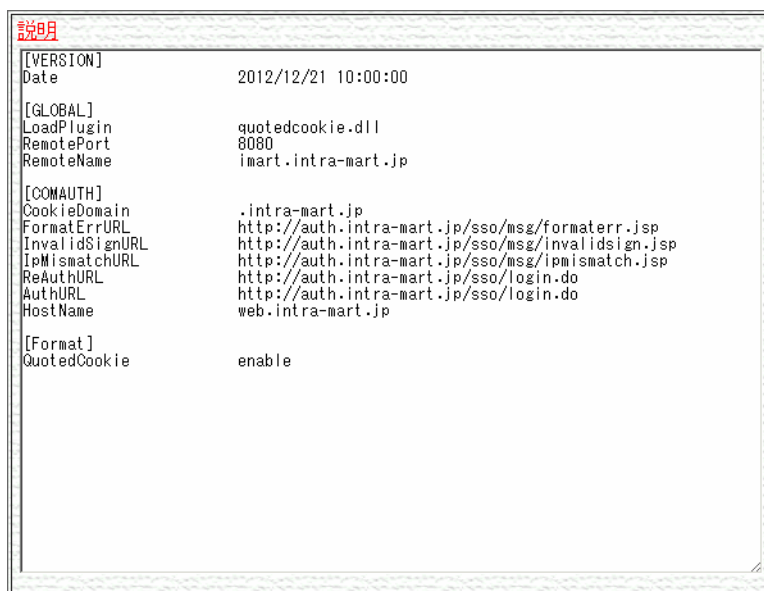 説明
[VERSION]
Date 2012/12/21 10:00:00
[GLOBAL]
LoadPlugin quotedcookie.dll
RemotePort 8080
RemoteName imart.intra-mart.jp
[COMAUTH]
CookieDomain .intra-mart.jp
FormatErrURL http://auth.intra-mart.jp/sso/msg/formaterr.jsp
InvalidSignURL http://auth.intra-mart.jp/sso/msg/invalidsign.jsp
IpMismatchURL http://auth.intra-mart.jp/sso/msg/ipmismatch.jsp
ReAuthURL http://auth.intra-mart.jp/sso/login.do
AuthURL http://auth.intra-mart.jp/sso/login.do
HostName web.intra-mart.jp
[Format]
QuotedCookie enable